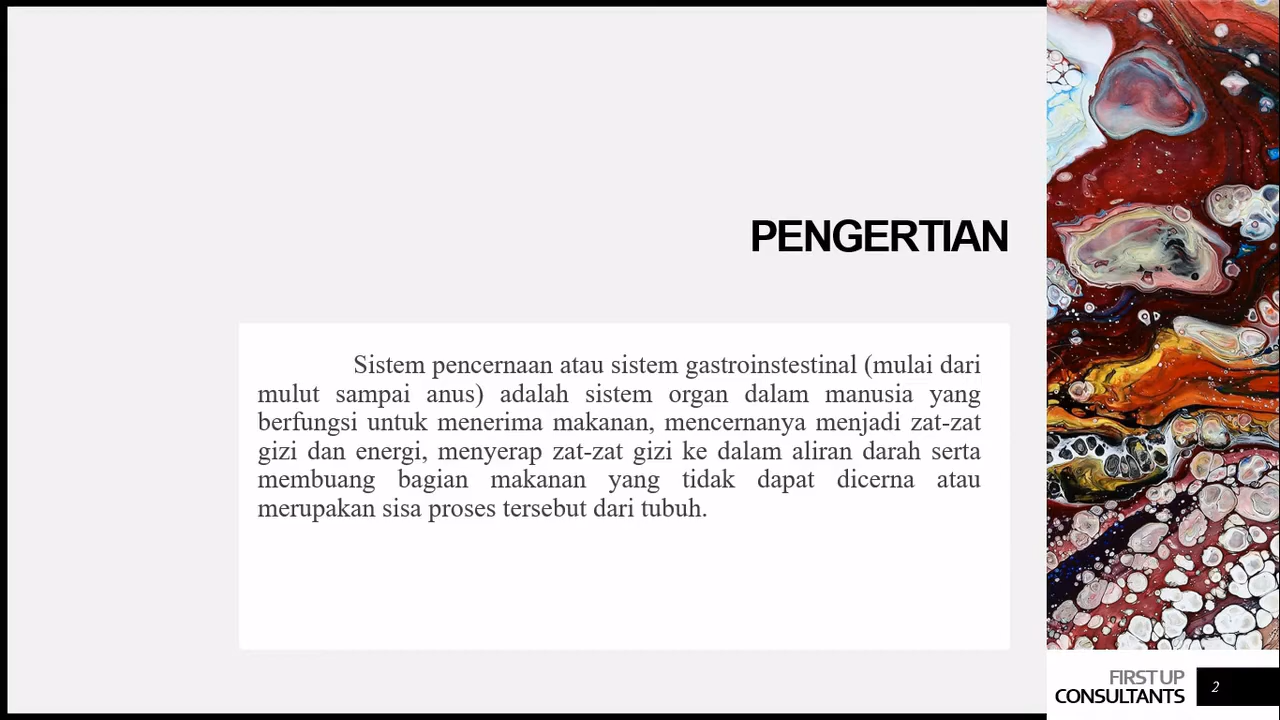 PENGERTIAN
Sistem pencernaan atau sistem gastroinstestinal (mulai dari
mulut sampai anus) adalah sistem organ dalam manusia yang
berfungsi untuk menerima makanan, mencernanya menjadi zat-zat
gizi dan energi, menyerap zat-zat gizi ke dalam aliran darah serta
membuang bagian makanan yang tidak dapat dicerna atau
merupakan sisa proses tersebut dari tubuh.
FIRST UP
CONSULTANTS
2